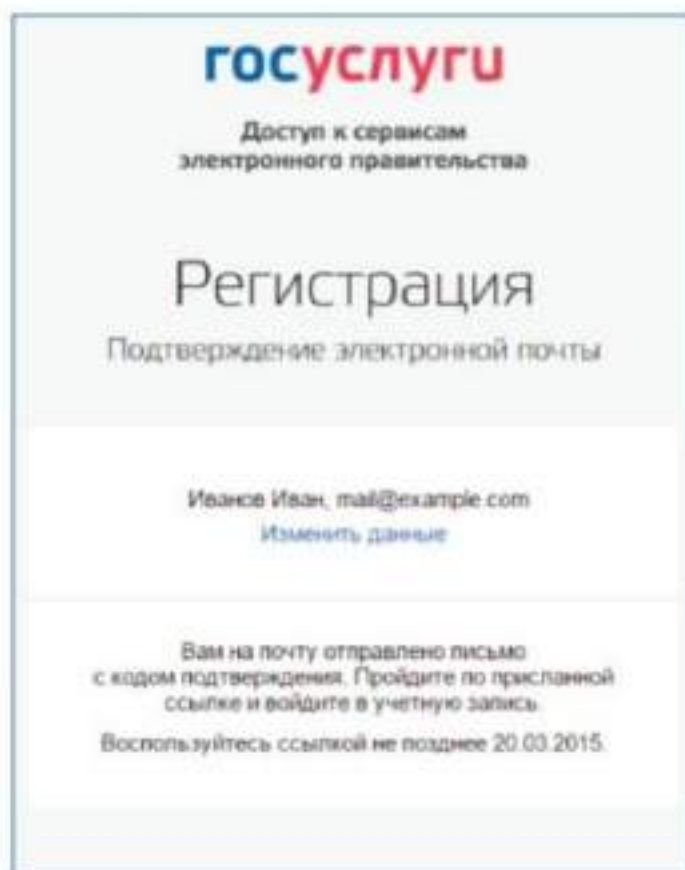 госуслуги
Доступ к сервисам
электронного правительства
Регистрация
Подтверждение электронной почты
Иванов Иван, mail@example.com
Изменить данные
Вам на почту отправлено письмо
с кодом подтверждения. Пройдите по присланной
ссылке и войдите в учетную запись.
Воспользуйтесь ссылкой не позднее 20.03.2015.